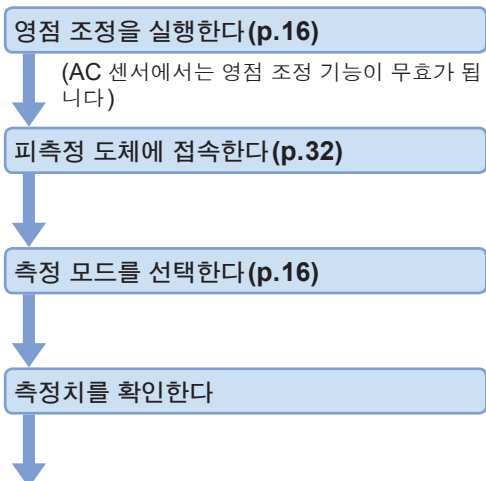 영점 조정을 실행한다(p.16)
(AC 센서에서는 영점 조정 기능이 무효가 됩
니다)
피측정 도체에 접속한다(p.32)
측정 모드를 선택한다(p.16)
측정치를 확인한다